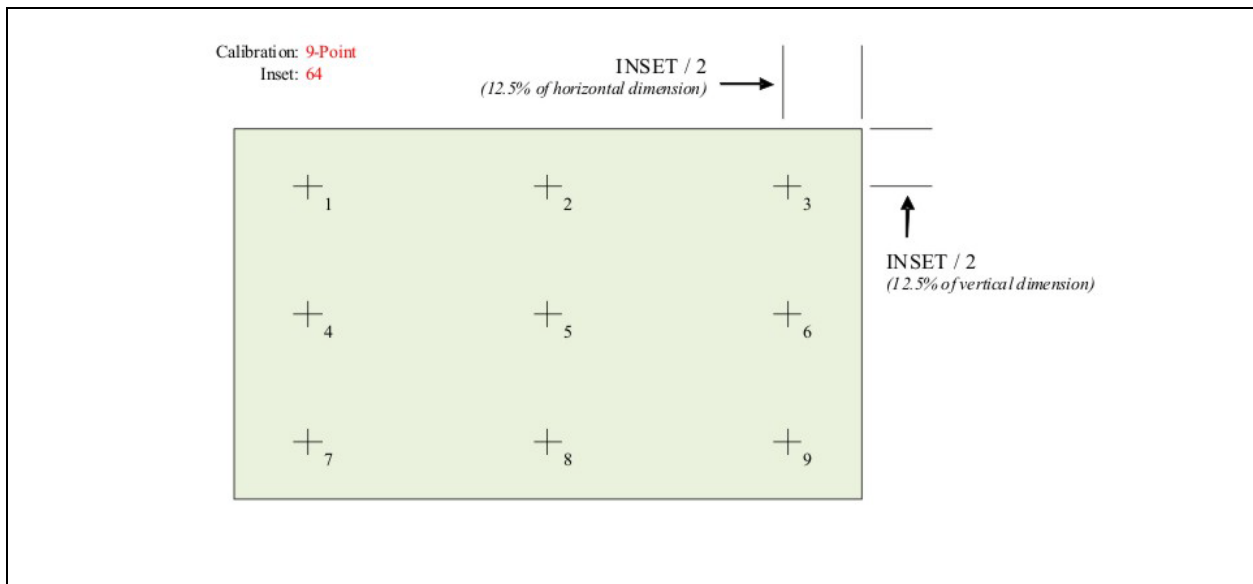 Calibration: 9-Point
Inset: 64
INSET / 2
(12.5% of horizontal dimension)
1
2
3
INSET / 2
(12.5% of vertical dimension)
4
5
6
7
8
9